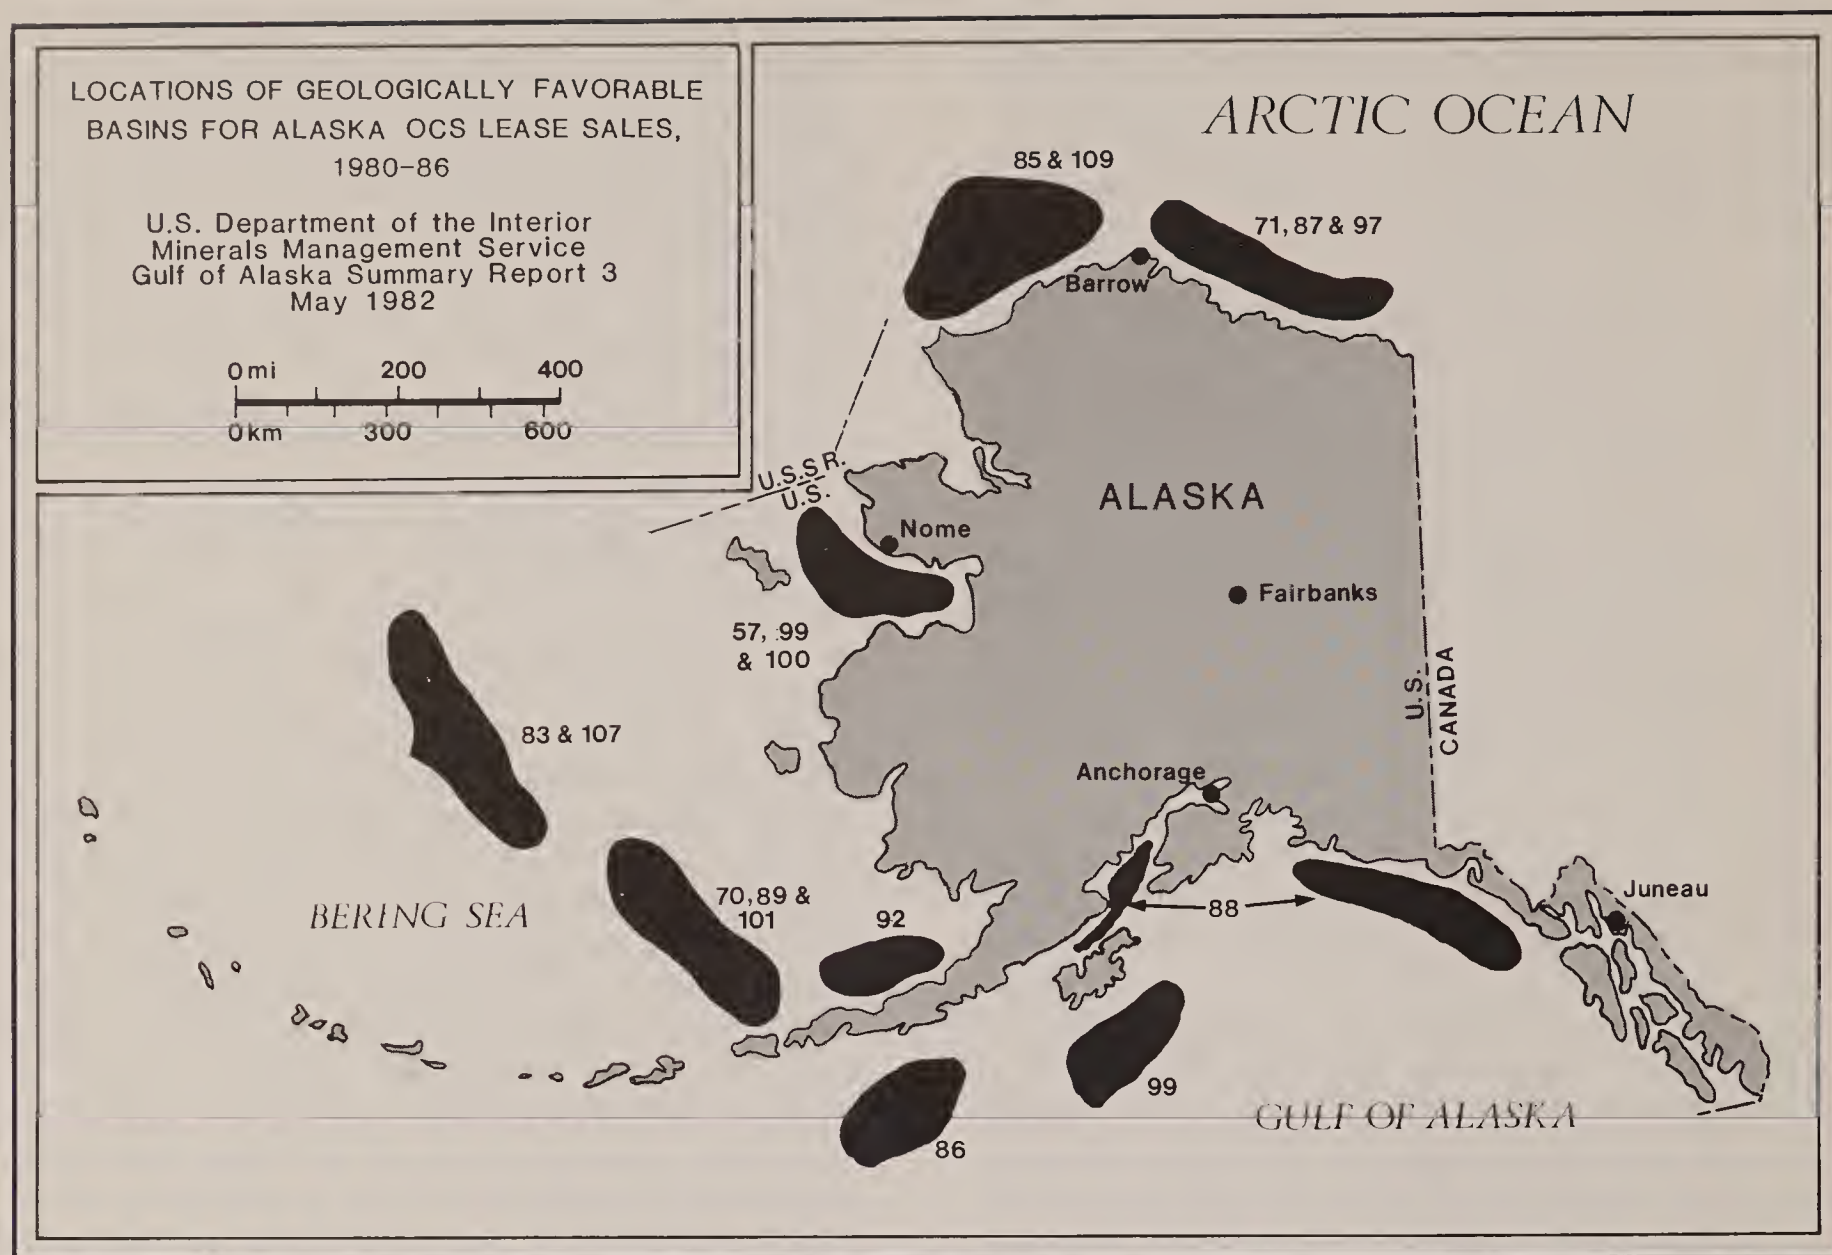 LOCATIONS OF GEOLOGICALLY FAVORABLE
BASINS FOR ALASKA OCS LEASE SALES,
1980-86
U.S. Department of the Interior
Minerals Management Service
Gulf of Alaska Summary Report 3
May 1982
0 mi 200 400
0 km 300 600
ARCTIC OCEAN
85 & 109
71, 87 & 97
Barrow
U.S.S.R.
U.S.
ALASKA
Nome
Fairbanks
57, 99
& 100
U.S.
CANADA
83 & 107
Anchorage
Juneau
70, 89 &
101
92
88
BERING SEA
99
GULF OF ALASKA
86